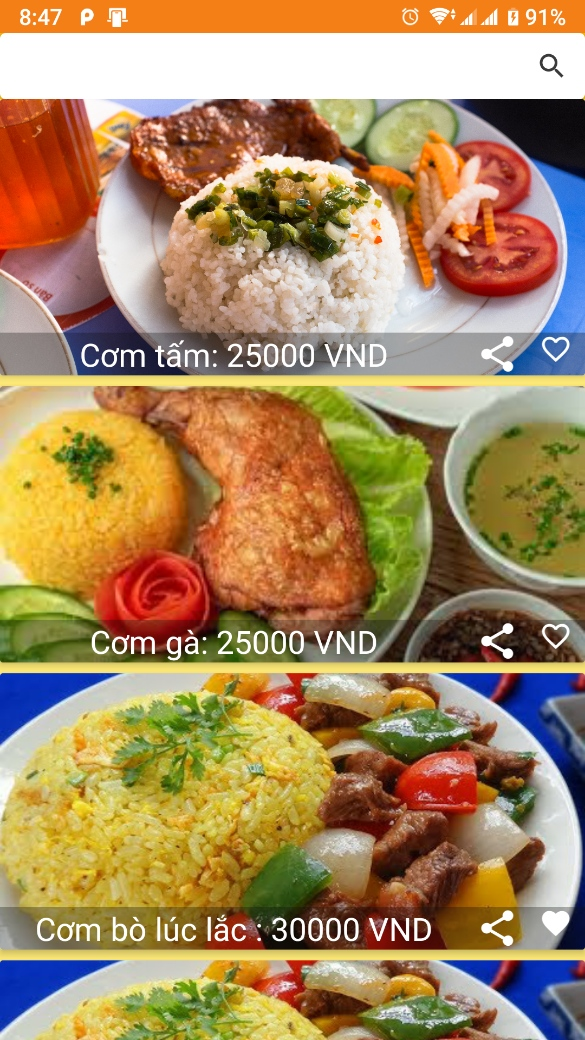 8:47
91%
Cơm tấm: 25000 VND
Cơm gà: 25000 VND
Cơm bò lúc lắc : 30000 VND